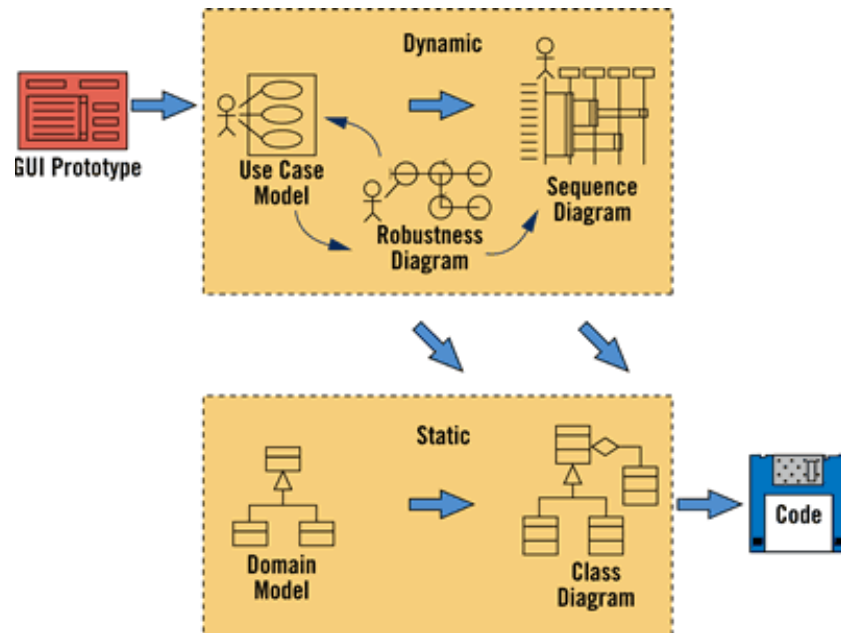 Dynamic
GUI Prototype
Use Case
Model
Robustness
Diagram
Sequence
Diagram
Static
Domain
Model
Class
Diagram
Code